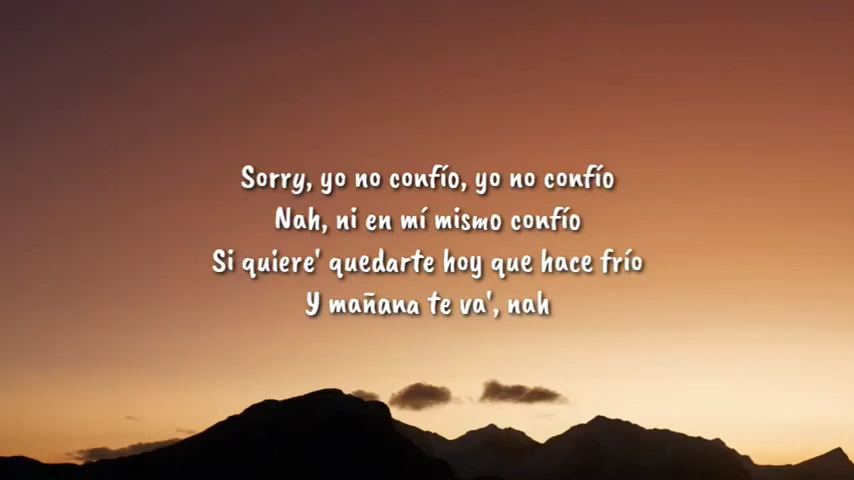 Sorry, yo no confío, yo no confío
Nah, ni en mí mismo confío
Si quiere' quedarte hoy que hace frío
Y mañana te va', nah